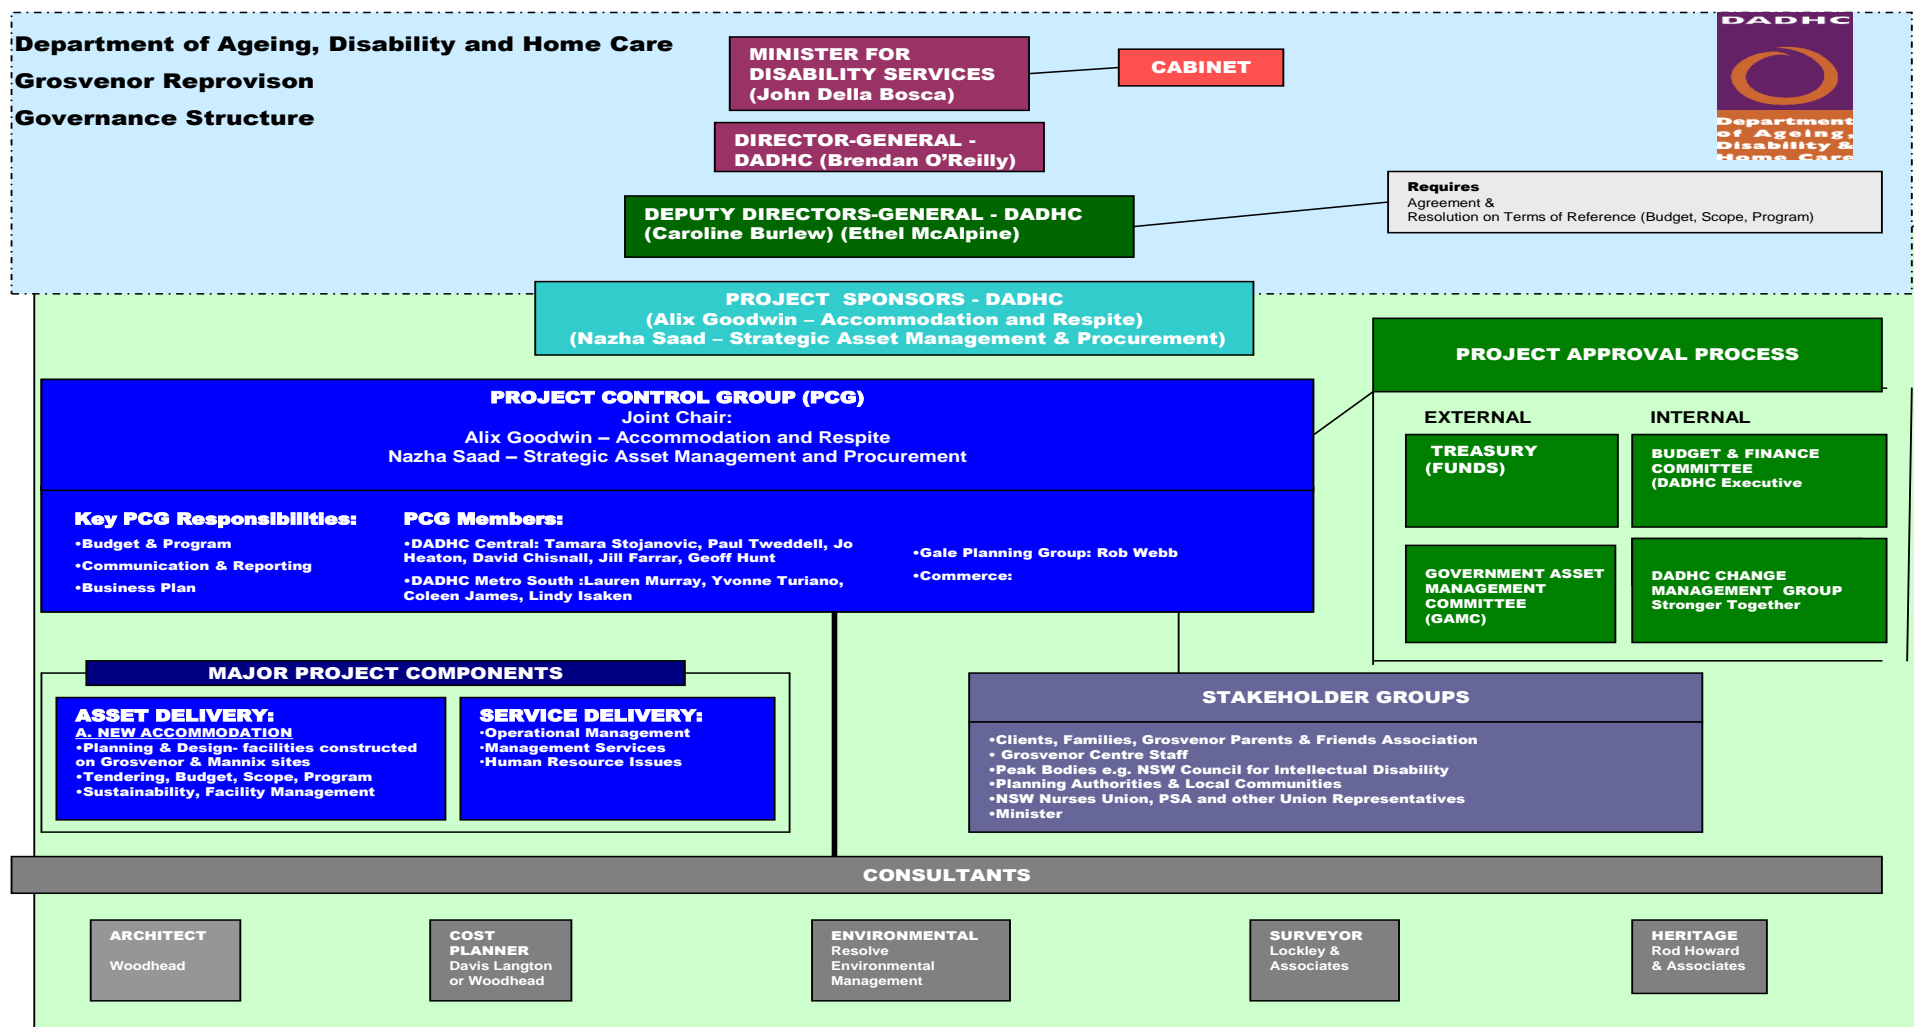 Department of Ageing, Disability and Home Care
Grosvenor Reprovison
Governance Structure
MINISTER FOR
DISABILITY SERVICES
(John Della Bosca)
CABINET
DADHC
Department
of Ageing,
Disability &
Home Care
DIRECTOR-GENERAL -
DADHC (Brendan O’Reilly)
DEPUTY DIRECTORS-GENERAL - DADHC
(Caroline Burlew) (Ethel McAlpine)
Requires
Agreement &
Resolution on Terms of Reference (Budget, Scope, Program)
PROJECT SPONSORS - DADHC
(Alix Goodwin – Accommodation and Respite)
(Nazha Saad – Strategic Asset Management & Procurement)
PROJECT CONTROL GROUP (PCG)
Joint Chair:
Alix Goodwin – Accommodation and Respite
Nazha Saad – Strategic Asset Management and Procurement
Key PCG Responsibilities:
•Budget & Program
•Communication & Reporting
•Business Plan
PCG Members:
•DADHC Central: Tamara Stojanovic, Paul Tweddell, Jo
Heaton, David Chisnall, Jill Farrar, Geoff Hunt
•DADHC Metro South :Lauren Murray, Yvonne Turiano,
Coleen James, Lindy Isaken
•Gale Planning Group: Rob Webb
•Commerce:
PROJECT APPROVAL PROCESS
EXTERNAL
INTERNAL
TREASURY
(FUNDS)
BUDGET & FINANCE
COMMITTEE
(DADHC Executive
GOVERNMENT ASSET
MANAGEMENT
COMMITTEE
(GAMC)
DADHC CHANGE
MANAGEMENT GROUP
Stronger Together
MAJOR PROJECT COMPONENTS
ASSET DELIVERY:
A. NEW ACCOMMODATION
•Planning & Design- facilities constructed
on Grosvenor & Mannix sites
•Tendering, Budget, Scope, Program
•Sustainability, Facility Management
SERVICE DELIVERY:
•Operational Management
•Management Services
•Human Resource Issues
STAKEHOLDER GROUPS
•Clients, Families, Grosvenor Parents & Friends Association
• Grosvenor Centre Staff
•Peak Bodies e.g. NSW Council for Intellectual Disability
•Planning Authorities & Local Communities
•NSW Nurses Union, PSA and other Union Representatives
•Minister
CONSULTANTS
ARCHITECT
Woodhead
COST
PLANNER
Davis Langton
or Woodhead
ENVIRONMENTAL
Resolve
Environmental
Management
SURVEYOR
Lockley &
Associates
HERITAGE
Rod Howard
& Associates